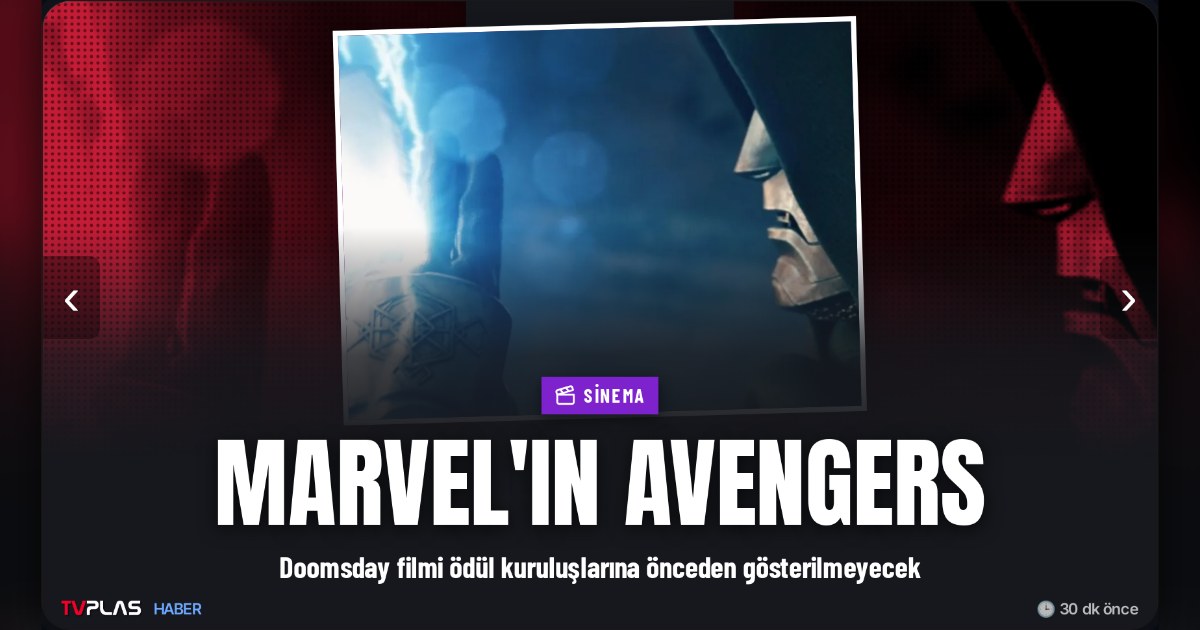 SİNEMA
MARVEL'IN AVENGERS
Doomsday filmi ödül kuruluşlarına önceden gösterilmeyecek
TVPLAS HABER
30 dk önce